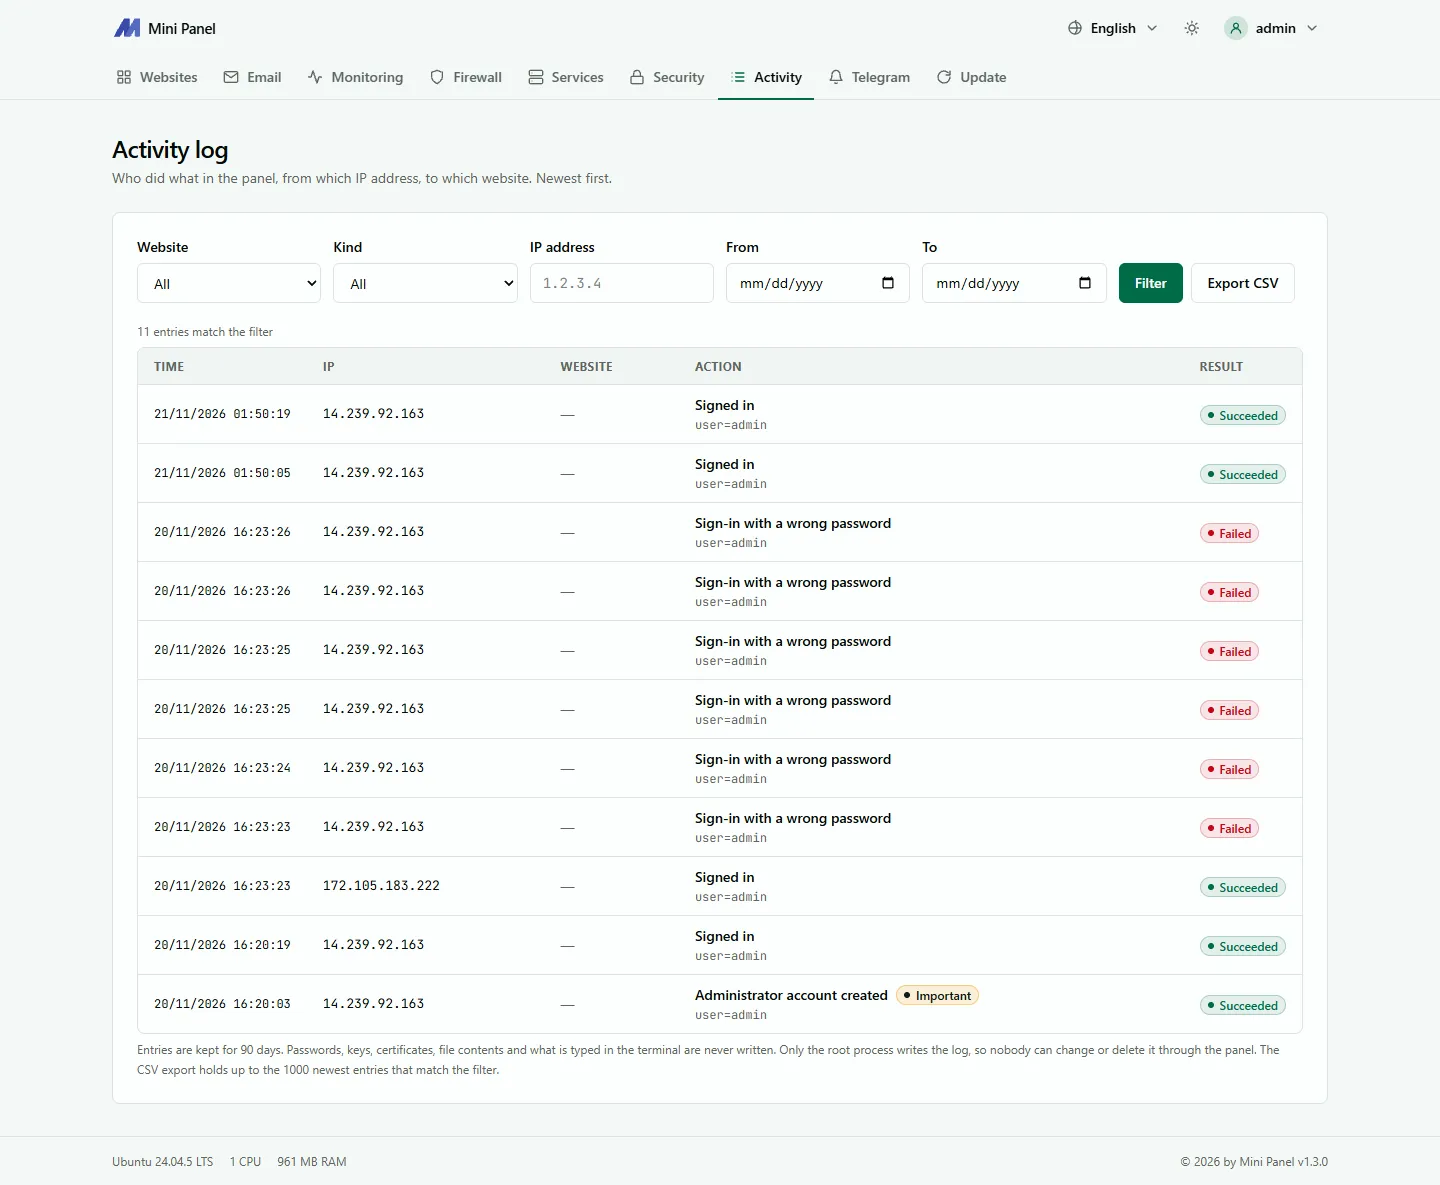 Mini Panel
English
admin
Websites
Email
Monitoring
Firewall
Services
Security
Activity
Telegram
Update
Activity log
Who did what in the panel, from which IP address, to which website. Newest first.
Website
Kind
IP address
From
To
All
All
1.2.3.4
mm/dd/yyyy
mm/dd/yyyy
Filter
Export CSV
11 entries match the filter
TIME IP WEBSITE ACTION RESULT
21/11/2026 01:50:19 14.239.92.163 — Signed in Succeeded
user=admin
21/11/2026 01:50:05 14.239.92.163 — Signed in Succeeded
user=admin
20/11/2026 16:23:26 14.239.92.163 — Sign-in with a wrong password Failed
user=admin
20/11/2026 16:23:26 14.239.92.163 — Sign-in with a wrong password Failed
user=admin
20/11/2026 16:23:25 14.239.92.163 — Sign-in with a wrong password Failed
user=admin
20/11/2026 16:23:25 14.239.92.163 — Sign-in with a wrong password Failed
user=admin
20/11/2026 16:23:24 14.239.92.163 — Sign-in with a wrong password Failed
user=admin
20/11/2026 16:23:23 14.239.92.163 — Sign-in with a wrong password Failed
user=admin
20/11/2026 16:23:23 172.105.183.222 — Signed in Succeeded
user=admin
20/11/2026 16:20:19 14.239.92.163 — Signed in Succeeded
user=admin
20/11/2026 16:20:03 14.239.92.163 — Administrator account created Important Succeeded
user=admin
Entries are kept for 90 days. Passwords, keys, certificates, file contents and what is typed in the terminal are never written. Only the root process writes the log, so nobody can change or delete it through the panel. The
CSV export holds up to the 1000 newest entries that match the filter.
Ubuntu 24.04.5 LTS 1 CPU 961 MB RAM
© 2026 by Mini Panel v1.3.0